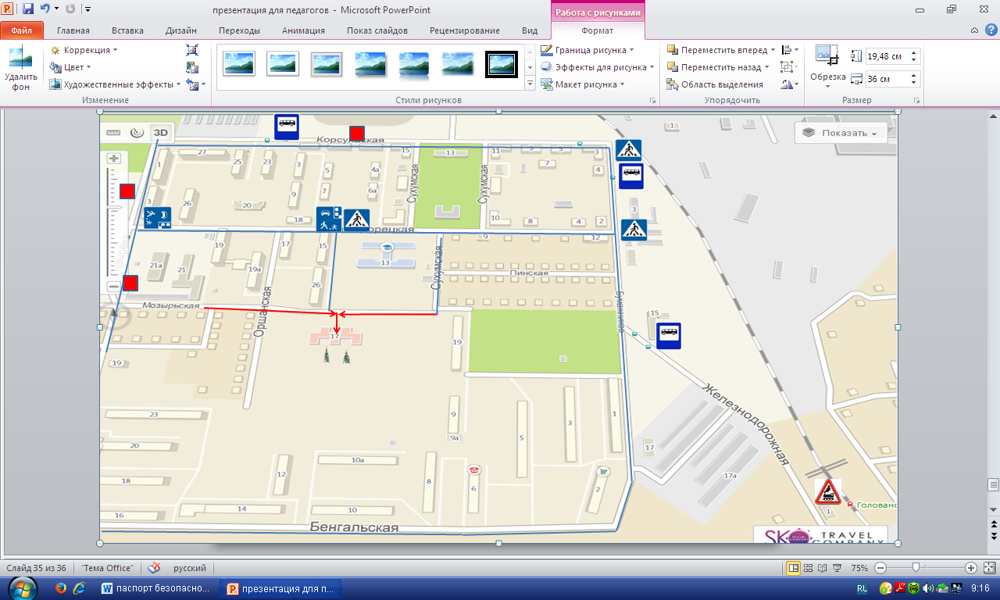 презентация для педагогов - Microsoft PowerPoint
Работа с рисунками
Файл Главная Вставка Дизайн Переходы Анимация Показ слайдов Рецензирование Вид Формат
Удалить фон
Коррекция
Цвет
Художественные эффекты
Изменение
Стили рисунков
Граница рисунка
Эффекты для рисунка
Макет рисунка
Переместить вперед
Переместить назад
Область выделения
Упорядочить
Обрезка
19,48 см
36 см
Размер
3D
Показать
Корсуньская
1 27 25 23 3 5 4а 15 13 11 9 5 3 1
7 4
Сухумская
Сухумская
3 26 20 9 7 6а 18 10 8 4 2 3
орецкая
19 17 15 13 9 12
21а 21 19а 26
Сухумская
Пинская
Мозырьская
Оршанская
17
19
15
19
Железнодорожная
23 9 3 1
20 9а 5 17
10а
18 12 8 6 2 17а
16 14 10
Бенгальская
1
Голован
SK TRAVEL
COMPANY
Слайд 35 из 36 "Тема Office" русский 75%
паспорт безопасно...
презентация для п...
RL 9:16